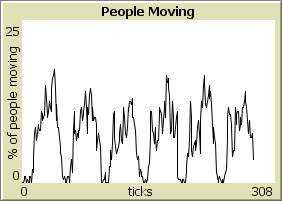 People Moving
25
% of people moving
0
0 ticks 308